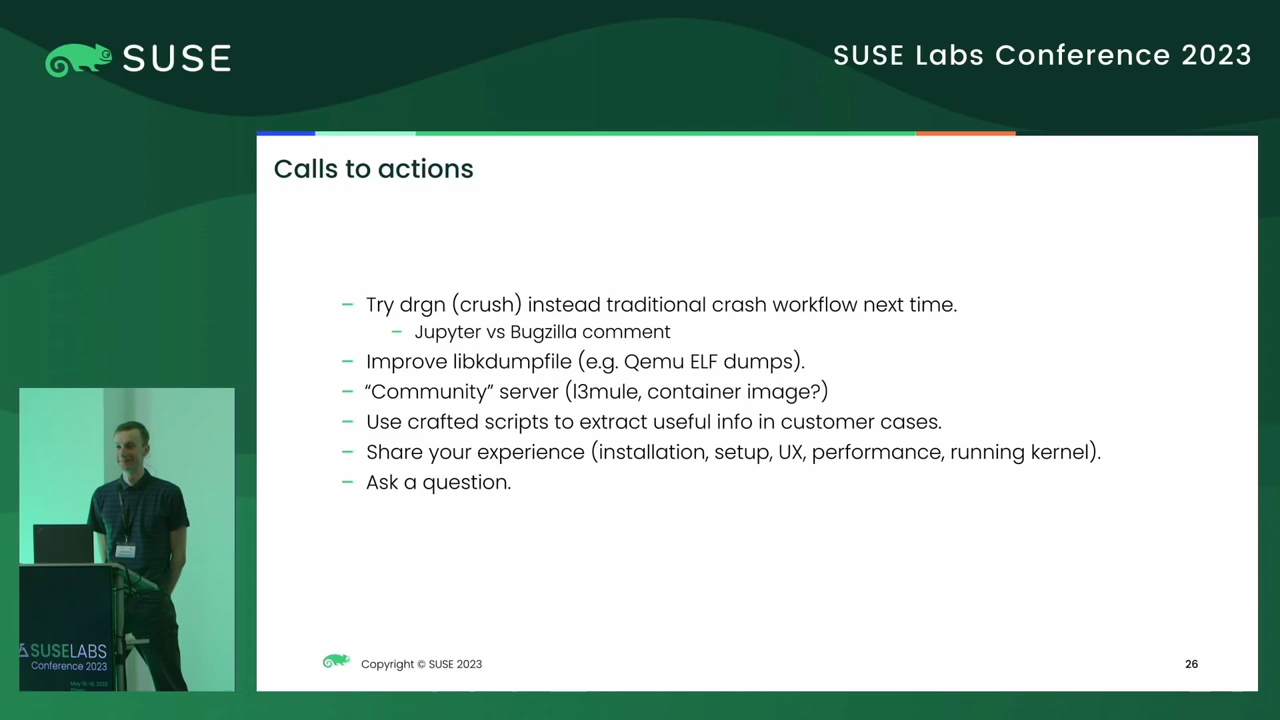 SUSE
SUSE Labs Conference 2023
Calls to actions
– Try drgn (crush) instead traditional crash workflow next time.
– Jupyter vs Bugzilla comment
– Improve libkdumpfile (e.g. Qemu ELF dumps).
– “Community” server (l3mule, container image?)
– Use crafted scripts to extract useful info in customer cases.
– Share your experience (installation, setup, UX, performance, running kernel).
– Ask a question.
SUSELABS
Conference 2023
Copyright © SUSE 2023
26